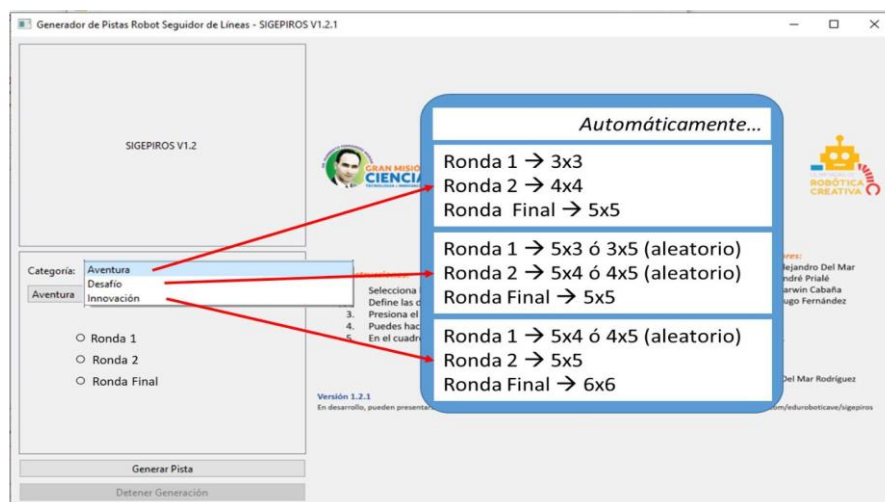 Generador de Pistas Robot Seguidor de Líneas - SIGEPIROS V1.2.1
SIGEPIROS V1.2
GRAN MISIÓ
CIENCIA
ROBÓTICA
CREATIVA
Automáticamente...
Ronda 1 → 3x3
Ronda 2 → 4x4
Ronda Final → 5x5
Ronda 1 → 5x3 ó 3x5 (aleatorio)
Ronda 2 → 5x4 ó 4x5 (aleatorio)
Ronda Final → 5x5
Ronda 1 → 5x4 ó 4x5 (aleatorio)
Ronda 2 → 5x5
Ronda Final → 6x6
Categoría:
Aventura
Desafío
Innovación
Aventura
Ronda 1
Ronda 2
Ronda Final
Selecciona
Define las
3. Presiona el
4. Puedes hac
5. En el cuadr
ores:
lejandro Del Mar
ndré Prialé
arwin Cabaña
ugo Fernández
Del Mar Rodríguez
Versión 1.2.1
En desarrollo, pueden presentar
om/eduroboticave/sigepiros
Generar Pista
Detener Generación